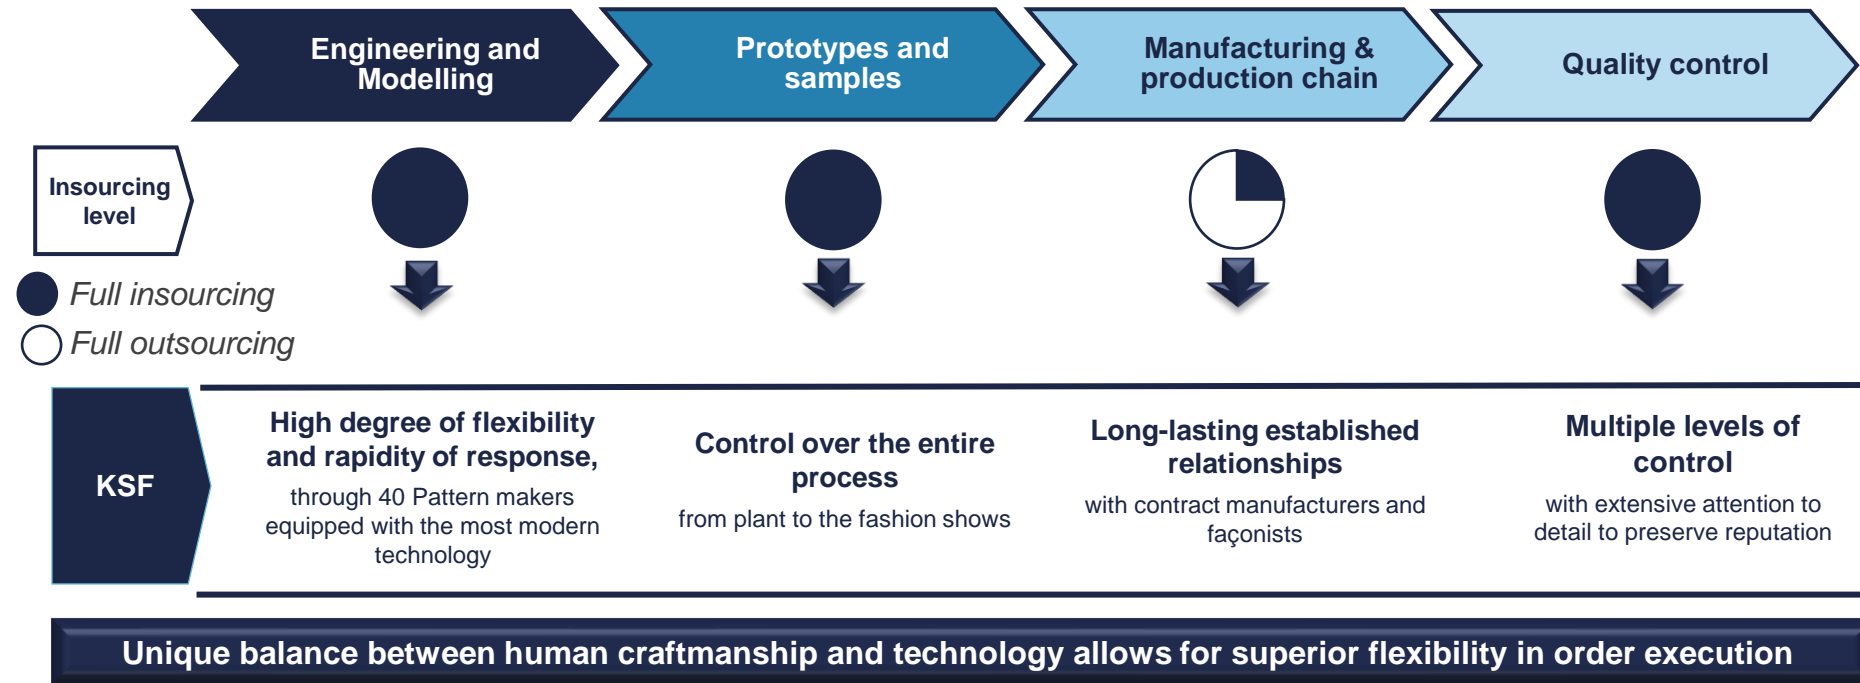 Engineering and
Modelling
Prototypes and
samples
Manufacturing &
production chain
Quality control
Insourcing
level
Full insourcing
Full outsourcing
KSF
High degree of flexibility
and rapidity of response,
through 40 Pattern makers
equipped with the most modern
technology
Control over the entire
process
from plant to the fashion shows
Long-lasting established
relationships
with contract manufacturers and
façonists
Multiple levels of
control
with extensive attention to
detail to preserve reputation
Unique balance between human craftmanship and technology allows for superior flexibility in order execution